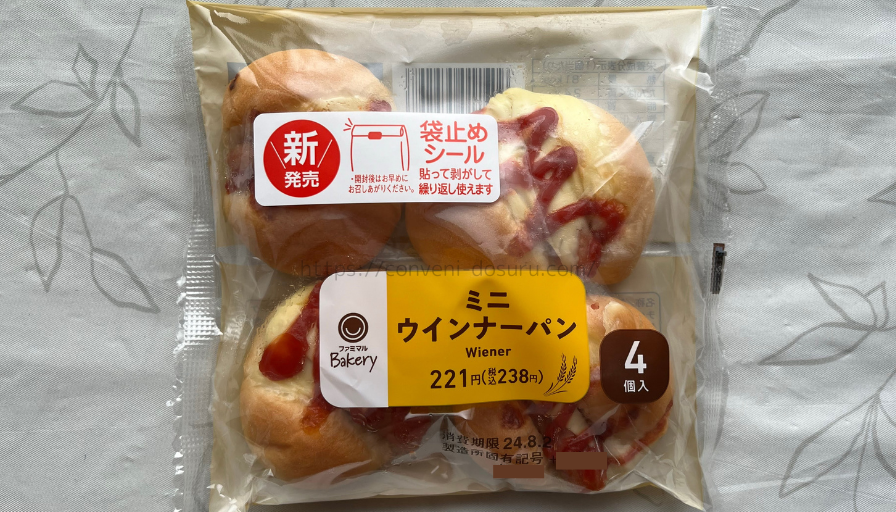 新
発売
・開封後はお早めに
お召しあがりください。
袋止め
シール
貼って剥がして
繰り返し使えます
https://conveni-dosuru.com
ミニ
ウインナーパン
Wiener
221円(税込238円)
ファミマル
Bakery
4
個入
消費期限 24.8.2
製造所固有記号